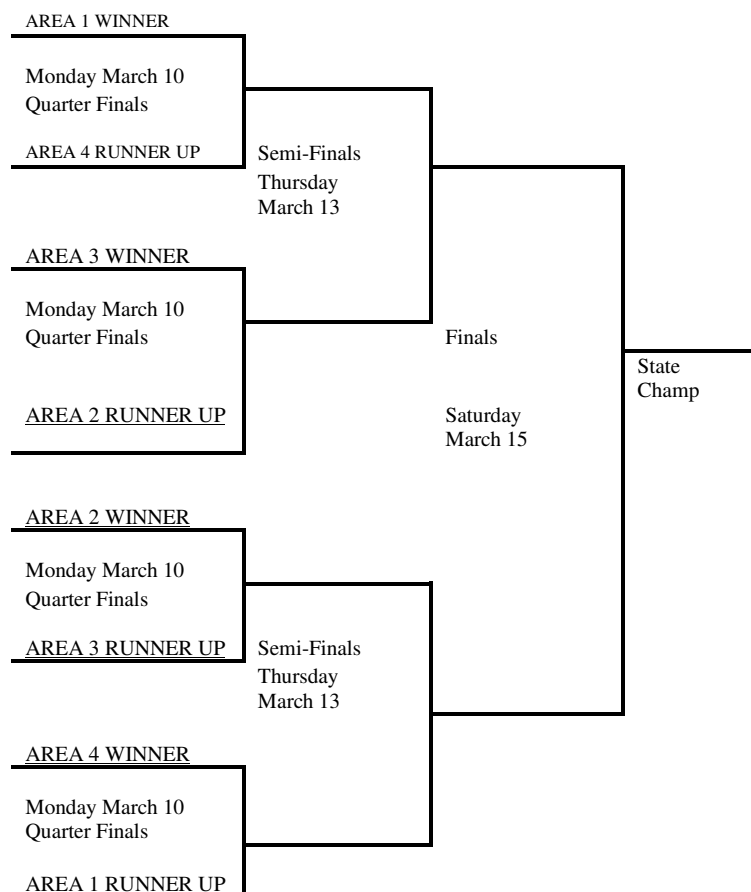 AREA 1 WINNER
Monday March 10
Quarter Finals
AREA 4 RUNNER UP
Semi-Finals
Thursday
March 13
AREA 3 WINNER
Monday March 10
Quarter Finals
Finals
State
Champ
AREA 2 RUNNER UP
Saturday
March 15
AREA 2 WINNER
Monday March 10
Quarter Finals
AREA 3 RUNNER UP
Semi-Finals
Thursday
March 13
AREA 4 WINNER
Monday March 10
Quarter Finals
AREA 1 RUNNER UP